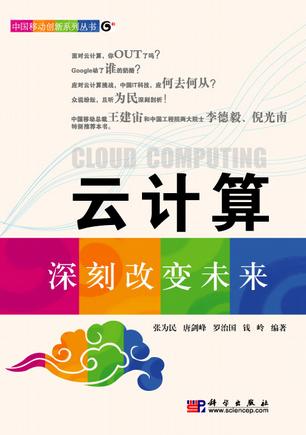 中国移动创新系列丛书
面对云计算，你OUT了吗？
Google动了谁的奶酪？
应对云计算挑战，中国IT科技，应何去何从？
众说纷纭，且听为民深刻剖析！
中国移动总裁王建宙和中国工程院两大院士李德毅、倪光南
特别推荐本书。
CLOUD COMPUTING
云计算
深刻改变未来
张为民 唐剑峰 罗治国 钱岭 编著
科学出版社
www.sciencep.com